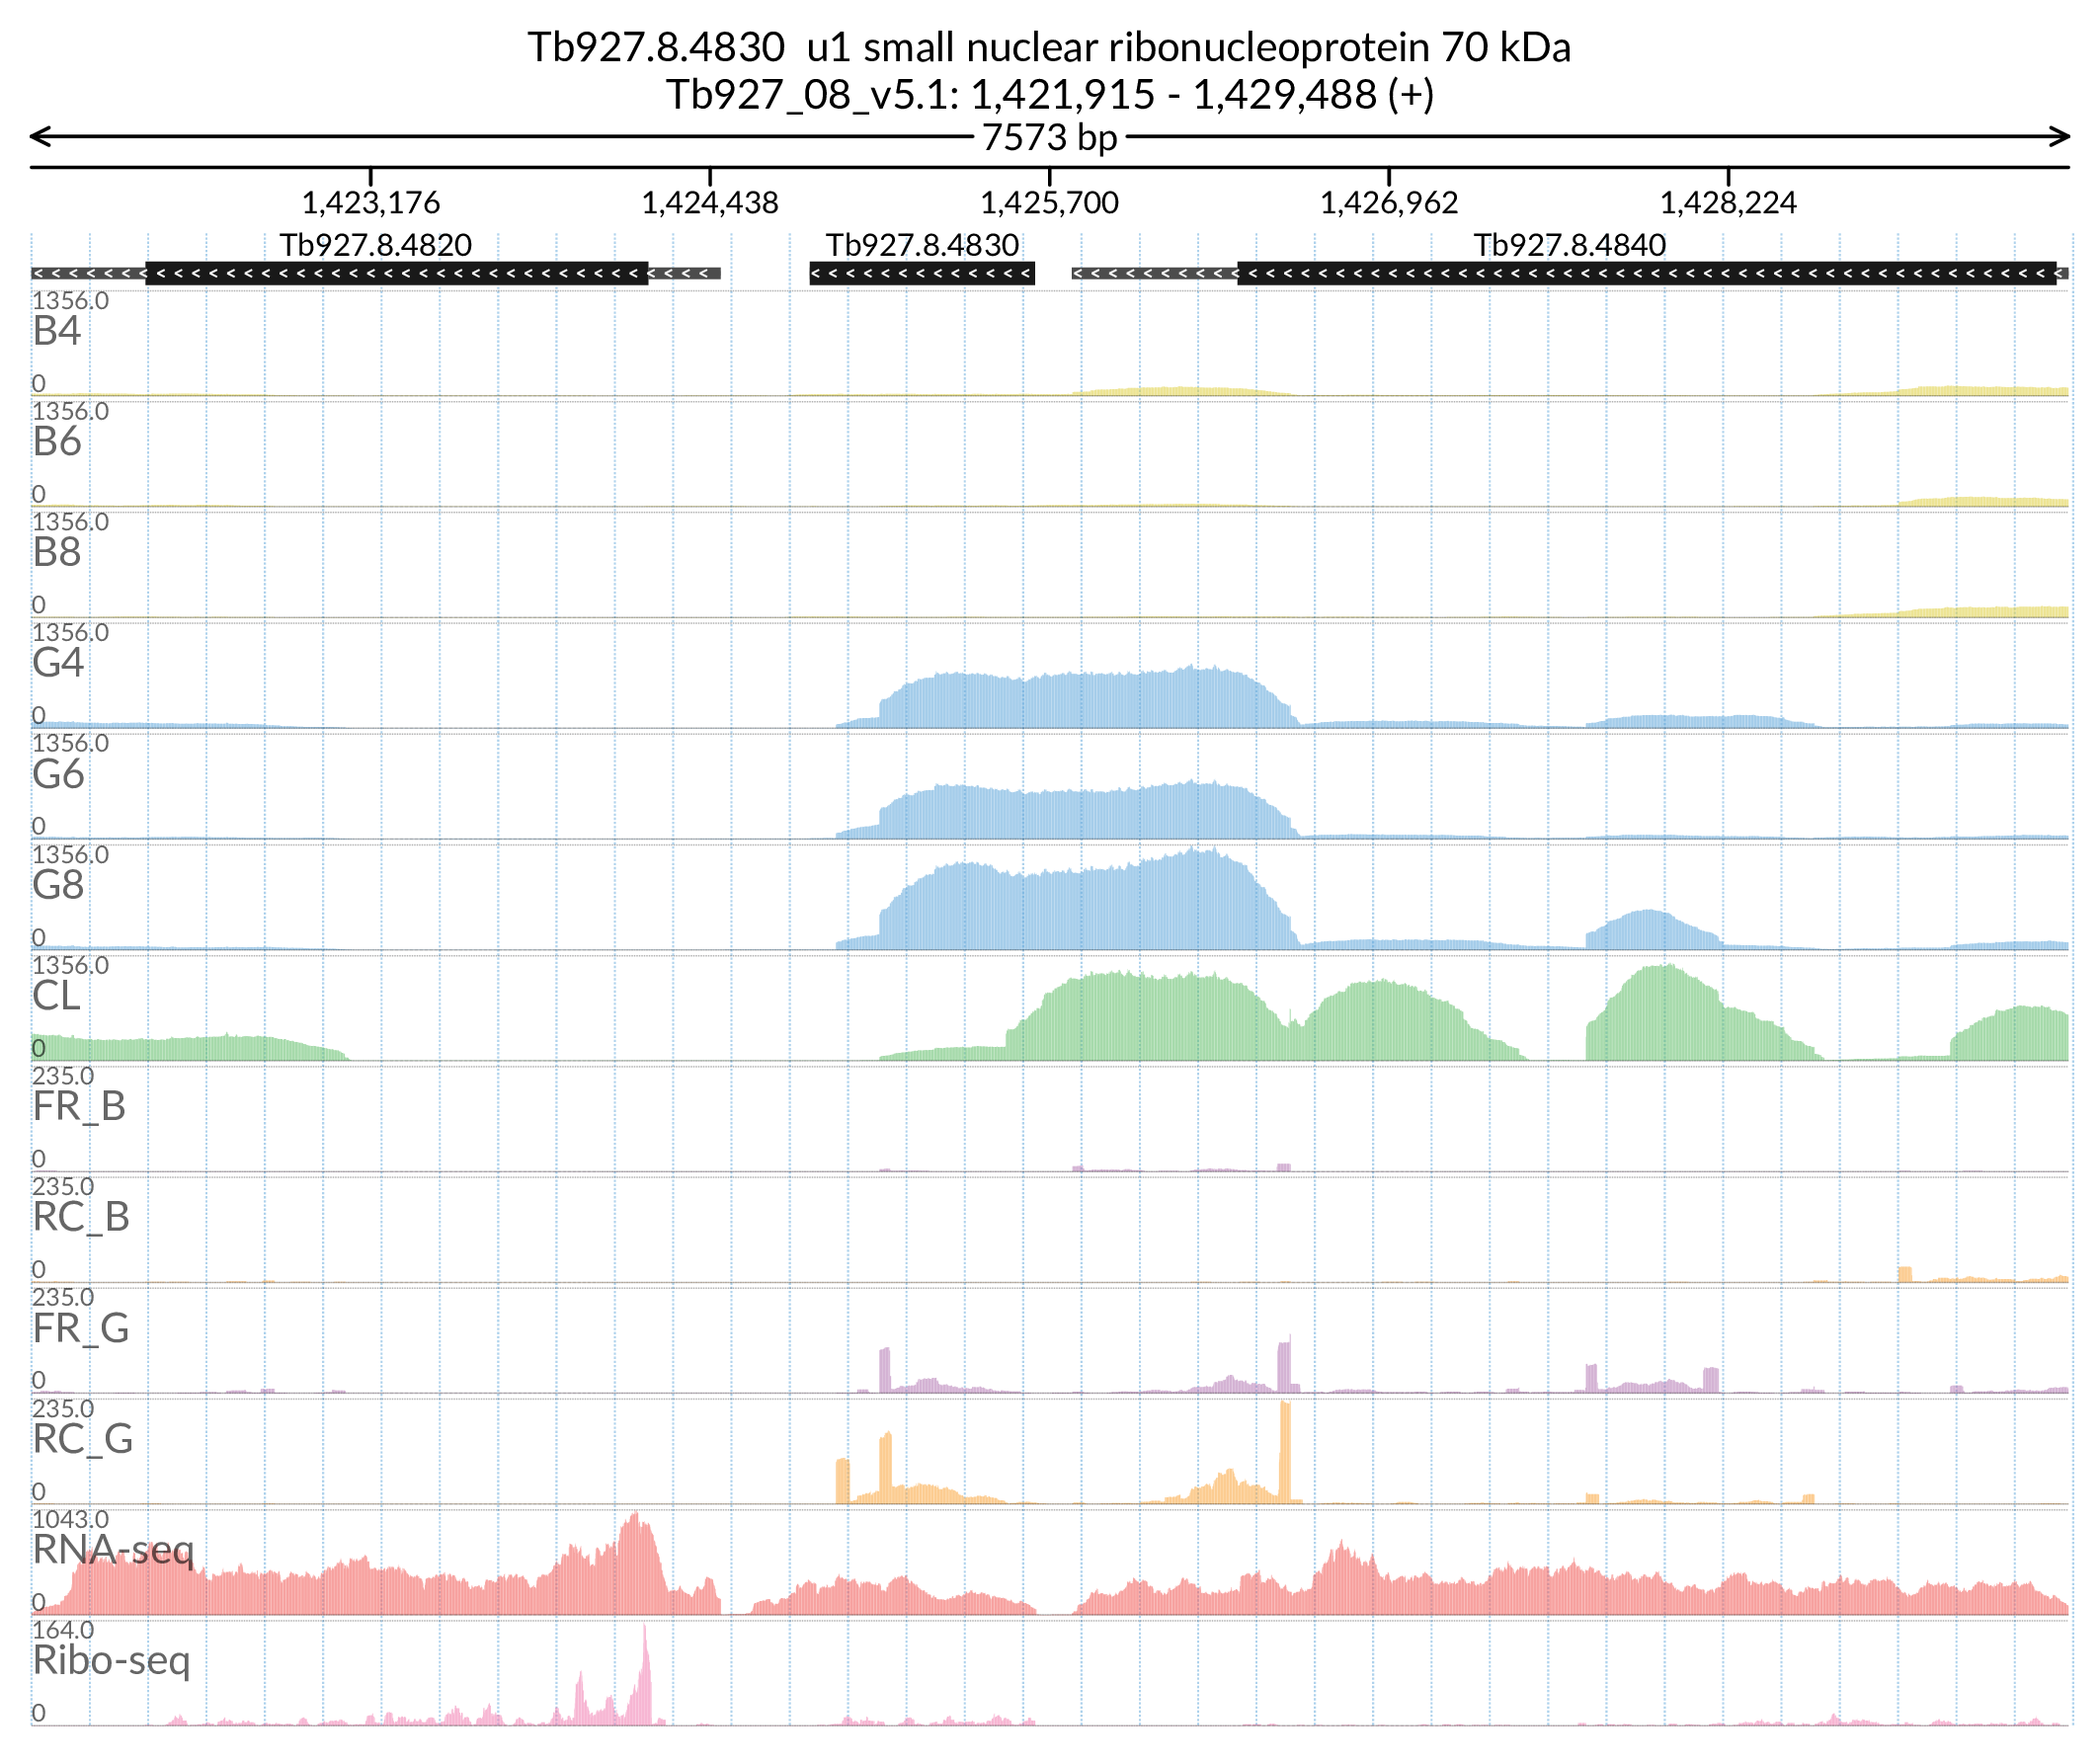 Tb927.8.4830  u1 small nuclear ribonucleoprotein 70 kDa
Tb927_08_v5.1: 1,421,915 - 1,429,488 (+)
7573 bp
1,423,176 1,424,438 1,425,700 1,426,962 1,428,224
Tb927.8.4820 Tb927.8.4830 Tb927.8.4840
1356.0
B4
0
1356.0
B6
0
1356.0
B8
0
1356.0
G4
0
1356.0
G6
0
1356.0
G8
0
1356.0
CL
0
235.0
FR_B
0
235.0
RC_B
0
235.0
FR_G
0
235.0
RC_G
0
1043.0
RNA-seq
0
164.0
Ribo-seq
0